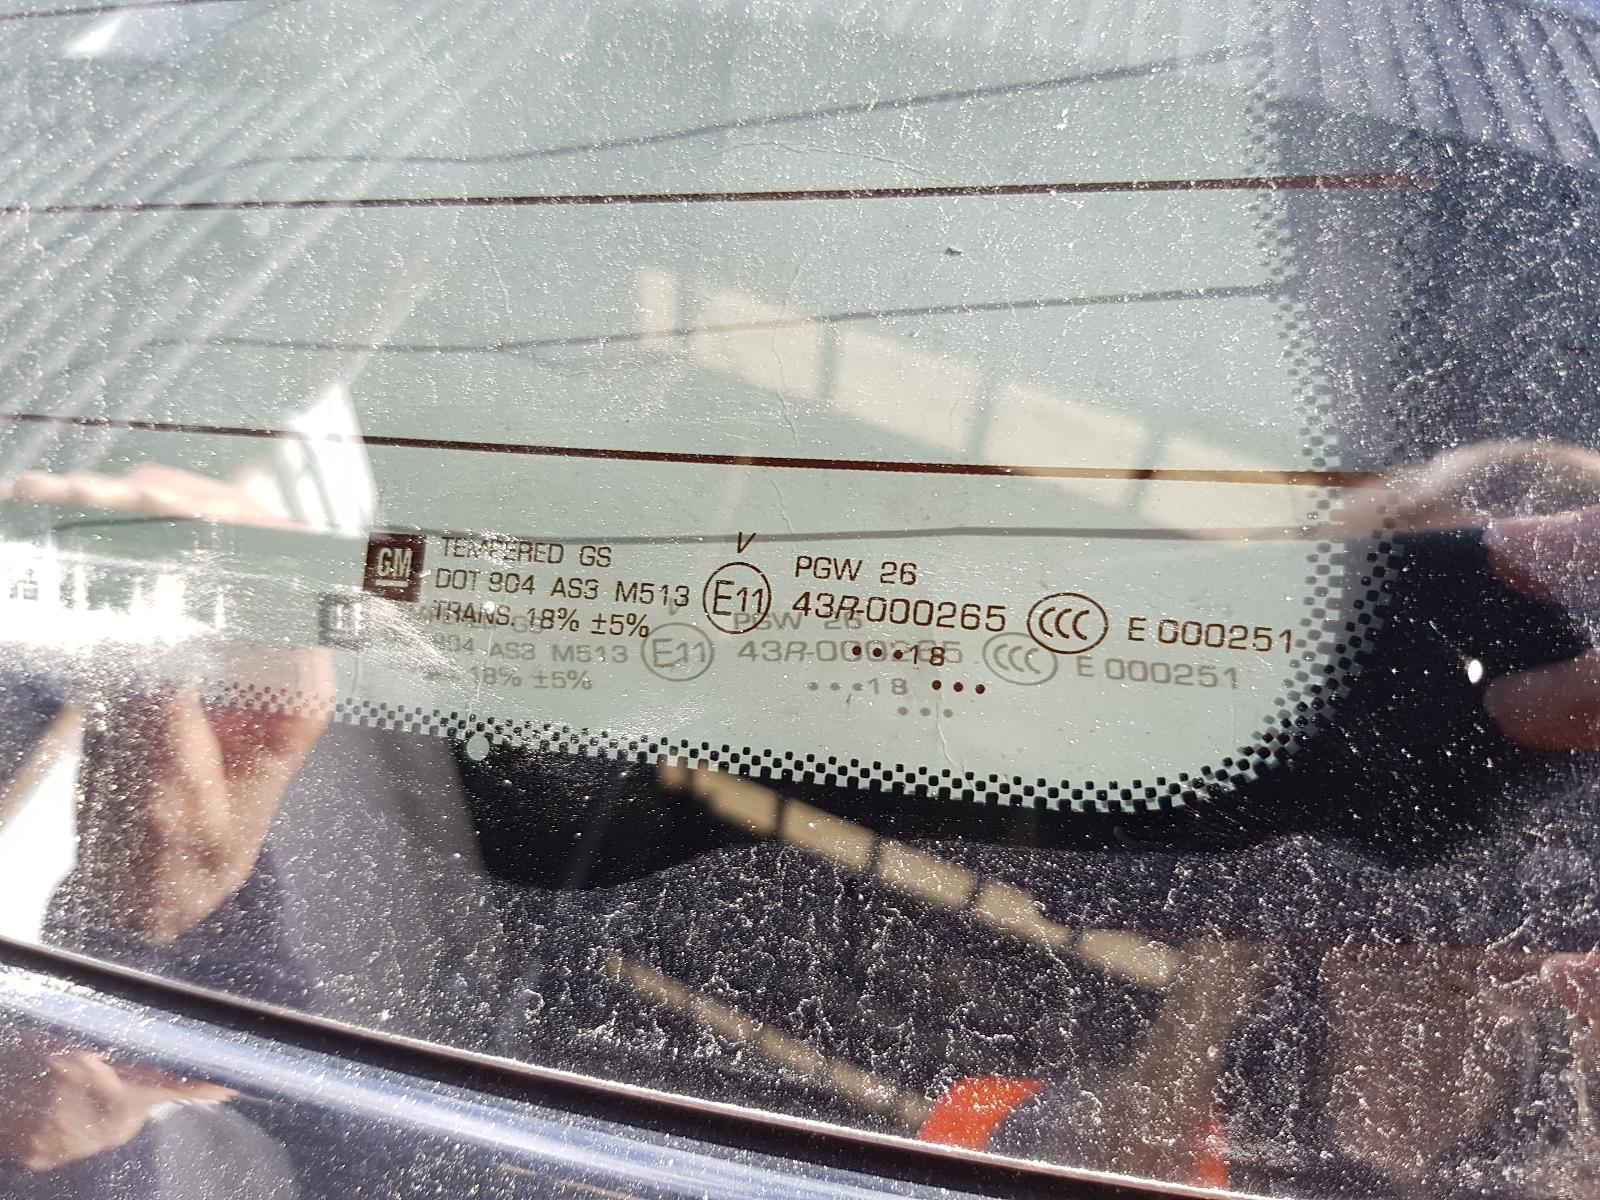 GM
TEMPERED GS
DOT 904 AS3 M513
TRANS. 18% ±5%
V
E11
PGW 26
43R-000265
CCC E 000251
•••18
•••